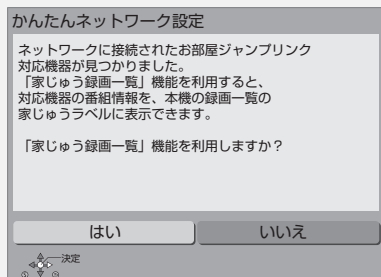 かんたんネットワーク設定
ネットワークに接続されたお部屋ジャンプリンク
対応機器が見つかりました。
「家じゅう録画一覧」機能を利用すると、
対応機器の番組情報を、本機の録画一覧の
家じゅうラベルに表示できます。
「家じゅう録画一覧」機能を利用しますか？
はい
いいえ
決定